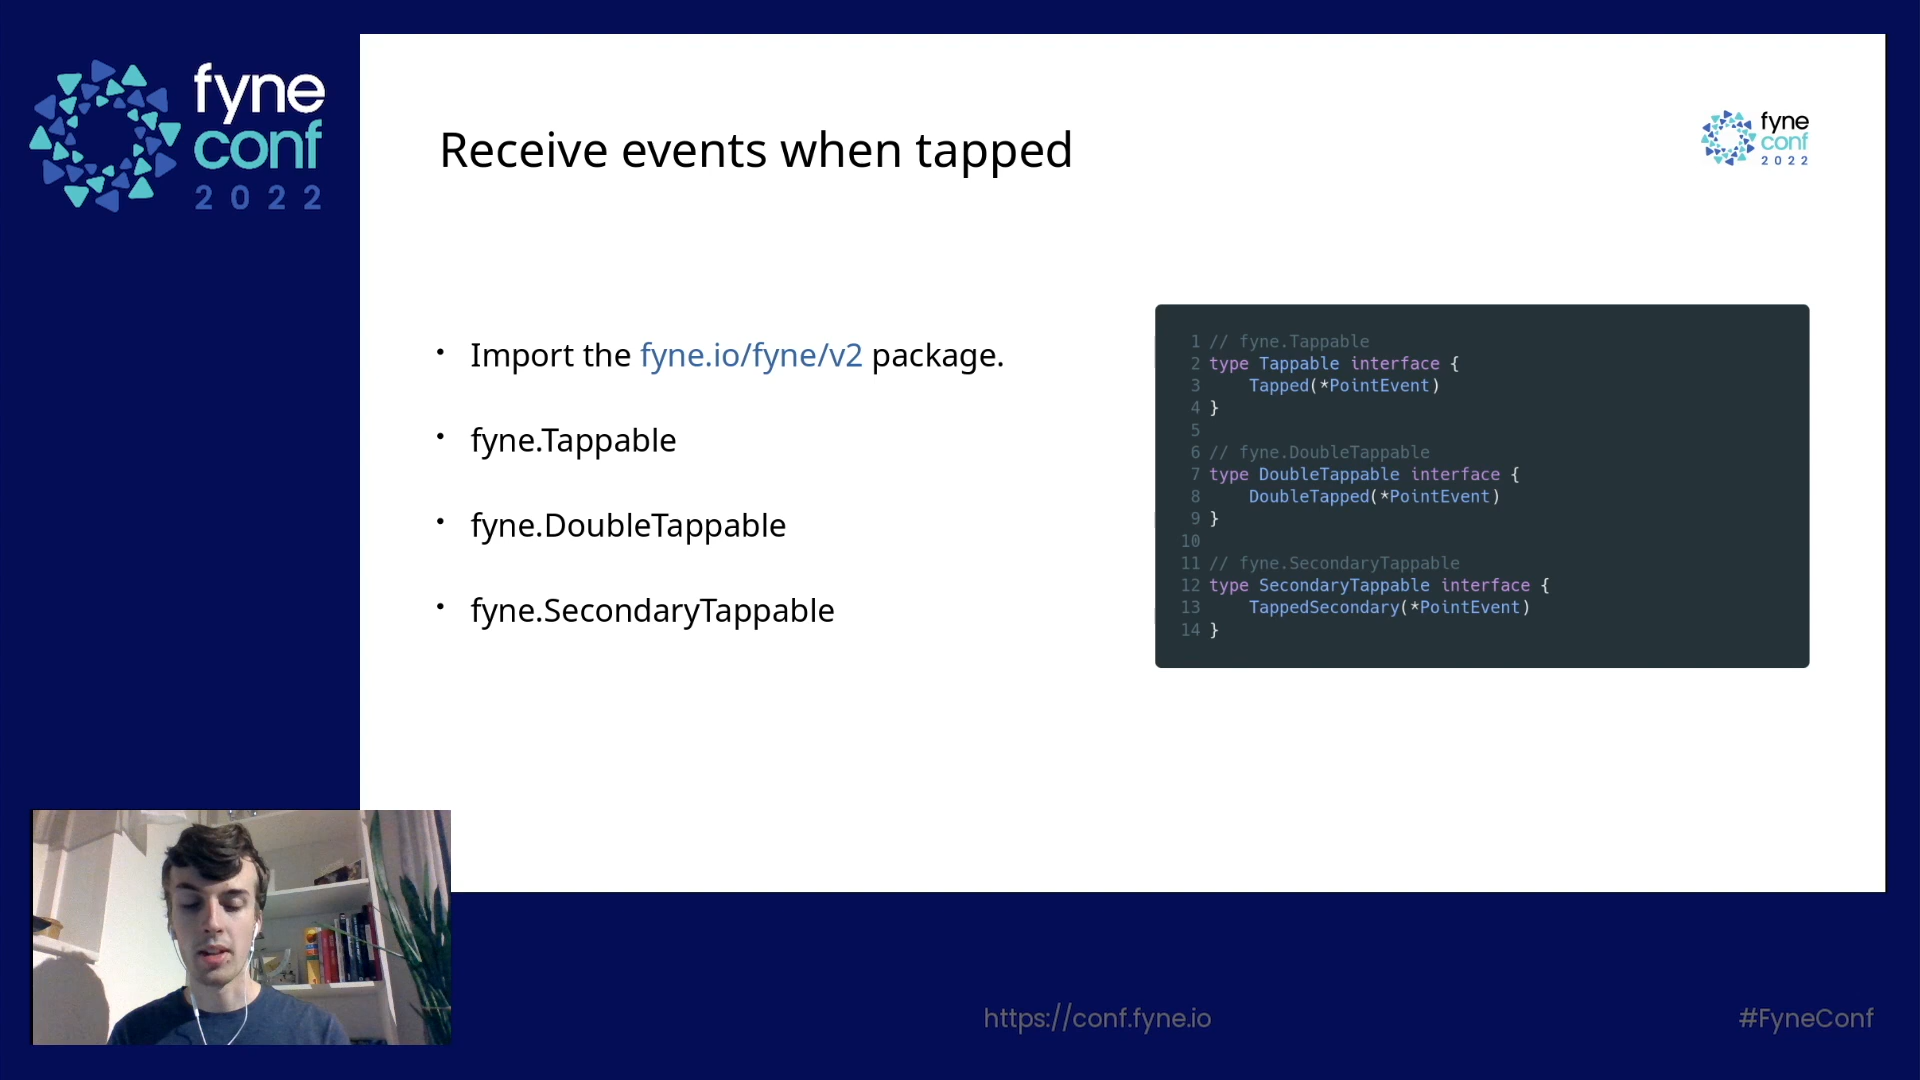 fyne
conf
2022
Receive events when tapped
fyne
conf
2022
• Import the fyne.io/fyne/v2 package.
• fyne.Tappable
• fyne.DoubleTappable
• fyne.SecondaryTappable
1 // fyne.Tappable
2 type Tappable interface {
3     Tapped(*PointEvent)
4 }
5
6 // fyne.DoubleTappable
7 type DoubleTappable interface {
8     DoubleTapped(*PointEvent)
9 }
10
11 // fyne.SecondaryTappable
12 type SecondaryTappable interface {
13     TappedSecondary(*PointEvent)
14 }
https://conf.fyne.io
#FyneConf